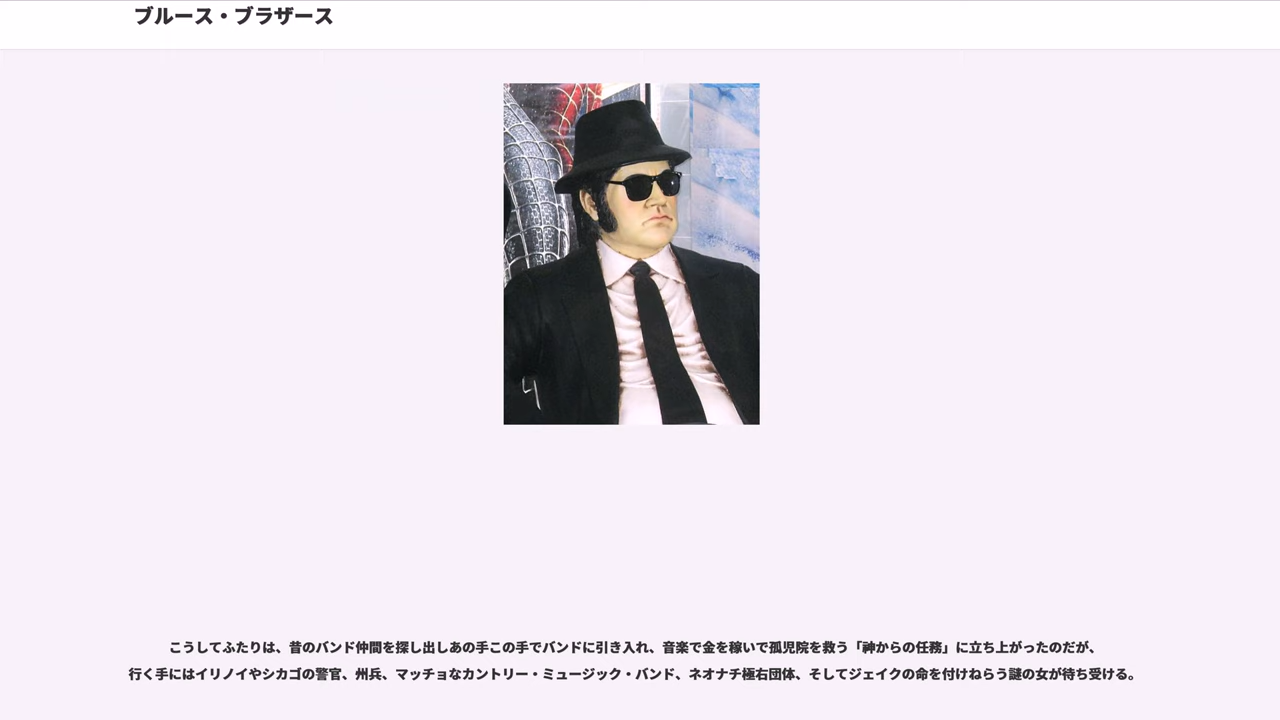 ブルース・ブラザース
こうしてふたりは、昔のバンド仲間を探し出しあの手この手でバンドに引き入れ、音楽で金を稼いで孤児院を救う「神からの任務」に立ち上がったのだが、
行く手にはイリノイやシカゴの警官、州兵、マッチョなカントリー・ミュージック・バンド、ネオナチ極右団体、そしてジェイクの命を付けねらう謎の女が待ち受ける。